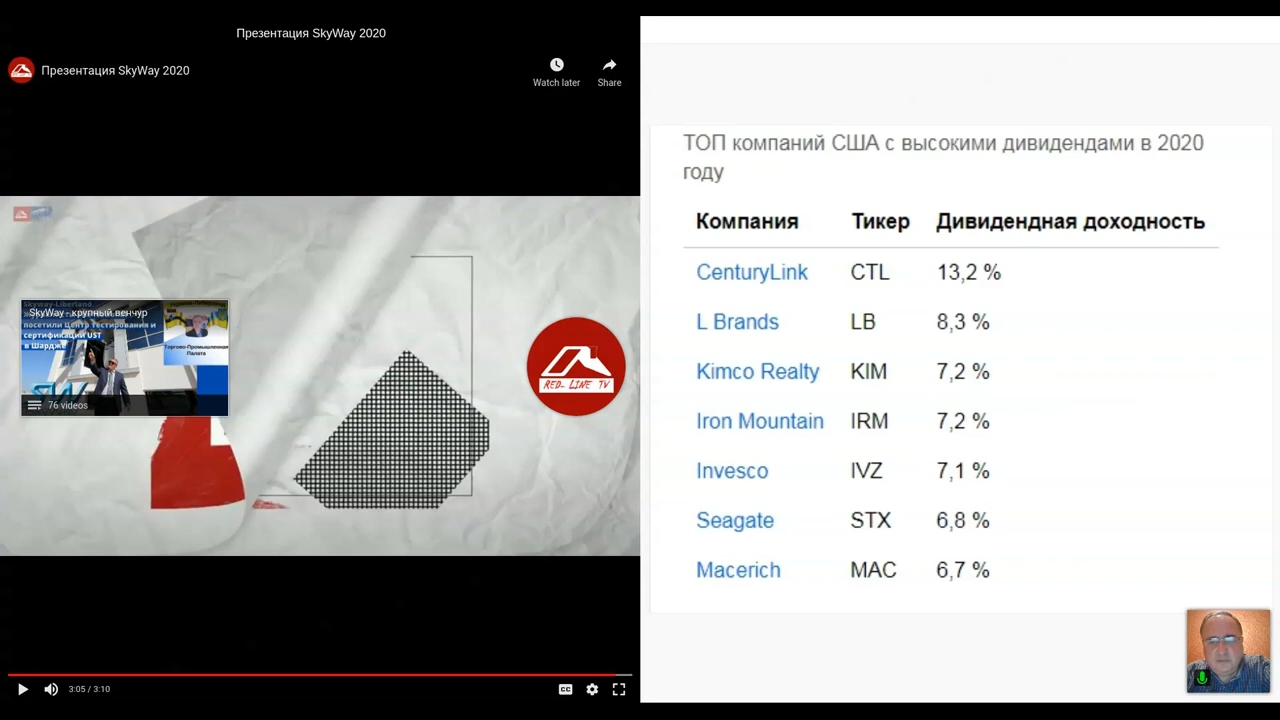 Презентация SkyWay 2020
Презентация SkyWay 2020
Watch later
Share
Skyway-Liberland.
SkyWay - крупный венчур
посетили Центр тестирования и
сертификации UST
в Шардже
Торгово-Промышленная
Палата
76 videos
RED LINE TV
3:05 / 3:10
CC
ТОП компаний США с высокими дивидендами в 2020
году
Компания Тикер Дивидендная доходность
CenturyLink CTL 13,2 %
L Brands LB 8,3 %
Kimco Realty KIM 7,2 %
Iron Mountain IRM 7,2 %
Invesco IVZ 7,1 %
Seagate STX 6,8 %
Macerich MAC 6,7 %